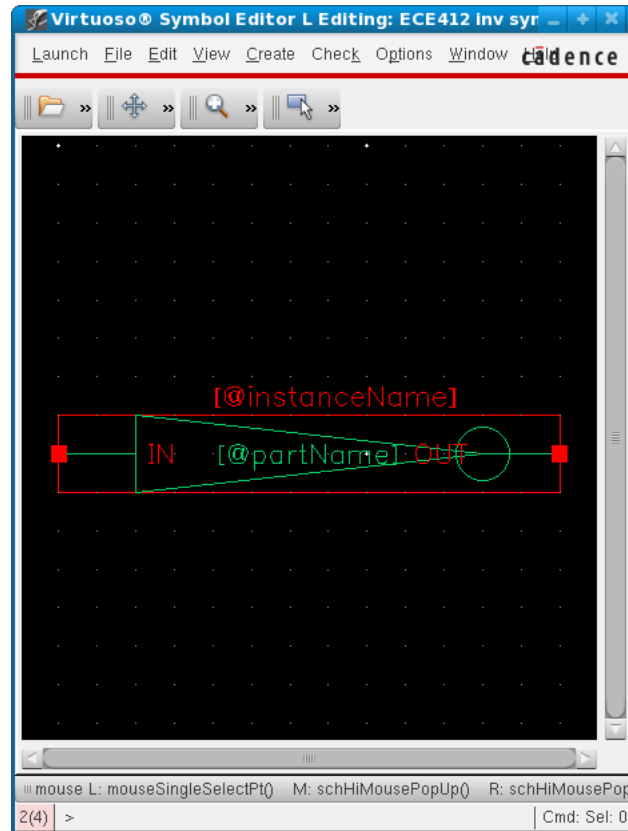 Virtuoso® Symbol Editor L Editing: ECE412 inv syr
Launch File Edit View Create Check Options Window
cādence
» » » »
[@instanceName]
IN [@partName] OUT
mouse L: mouseSingleSelectPt() M: schHiMousePopUp() R: schHiMousePop
2(4) > Cmd: Sel: 0